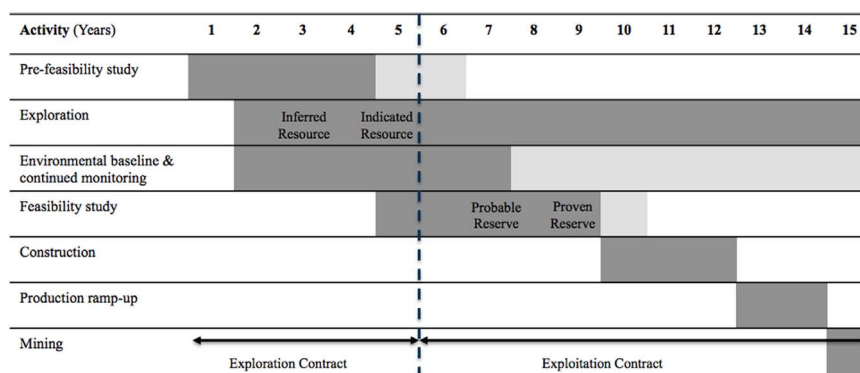 Activity (Years) 1 2 3 4 5 6 7 8 9 10 11 12 13 14 15
Pre-feasibility study
Exploration
Inferred Resource
Indicated Resource
Environmental baseline &
continued monitoring
Feasibility study
Probable Reserve
Proven Reserve
Construction
Production ramp-up
Mining
Exploration Contract
Exploitation Contract